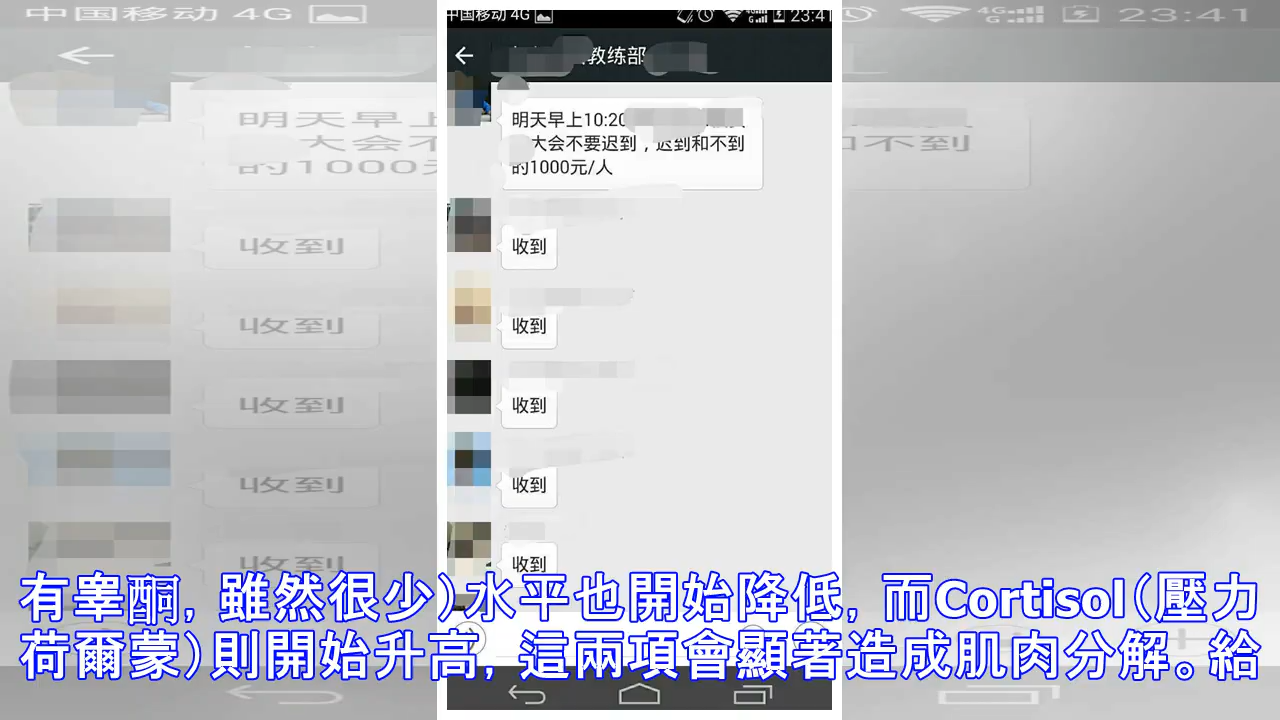 中国移动 4G
23:41
教练部
明天早上10:20
大会不要迟到，迟到和不到
的1000元/人
收到
收到
收到
收到
收到
有睾酮, 雖然很少)水平也開始降低, 而Cortisol(壓力
荷爾蒙)則開始升高, 這兩項會顯著造成肌肉分解。給